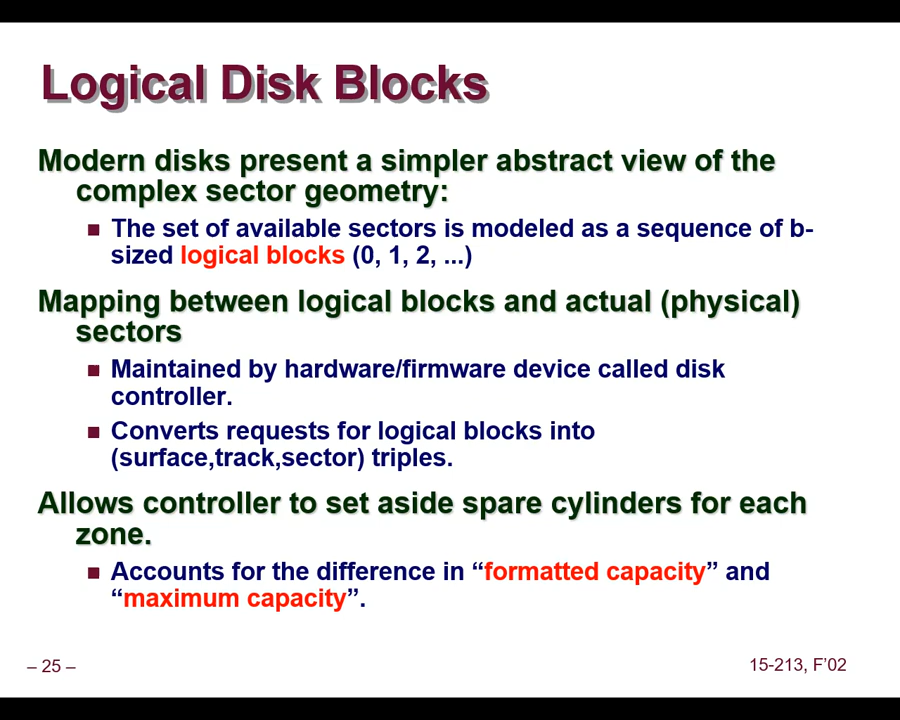 Logical Disk Blocks
Modern disks present a simpler abstract view of the
complex sector geometry:
The set of available sectors is modeled as a sequence of b-
sized logical blocks (0, 1, 2, ...)
Mapping between logical blocks and actual (physical)
sectors
Maintained by hardware/firmware device called disk
controller.
Converts requests for logical blocks into
(surface,track,sector) triples.
Allows controller to set aside spare cylinders for each
zone.
Accounts for the difference in “formatted capacity” and
“maximum capacity”.
– 25 –
15-213, F’02